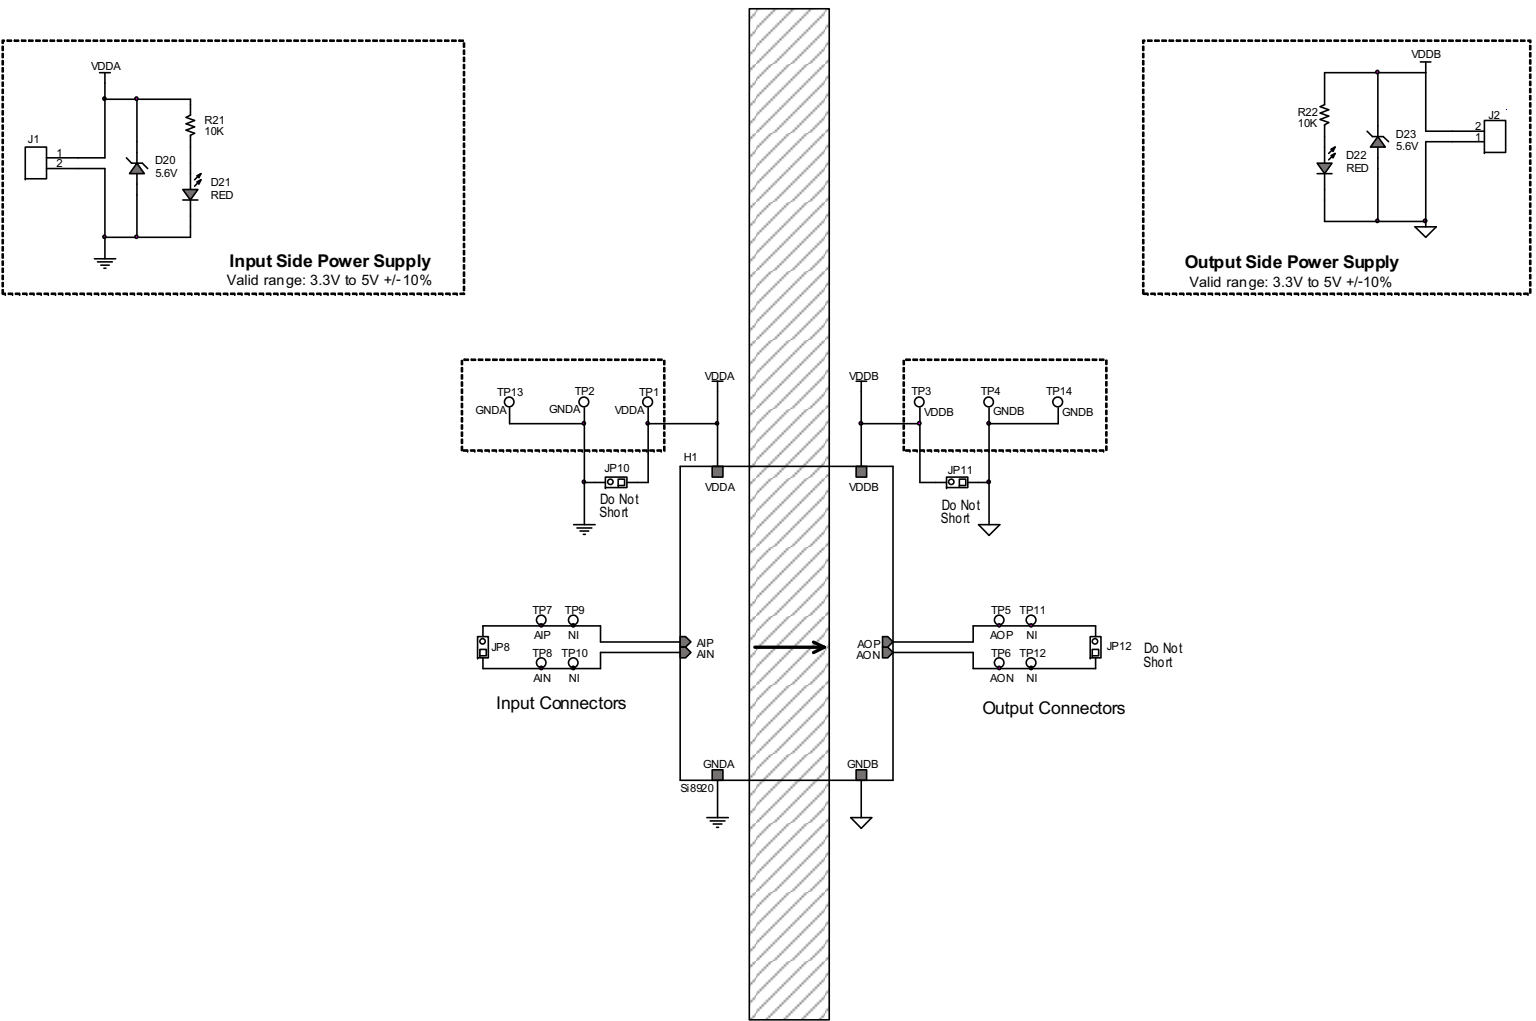 VDDA
J1
1
2
R21
10K
D20
5.6V
D21
RED
Input Side Power Supply
Valid range: 3.3V to 5V +/-10%
VDDB
R22
10K
D23
5.6V
D22
RED
J2
2
1
Output Side Power Supply
Valid range: 3.3V to 5V +/-10%
TP13
GNDA
TP2
GNDA
TP1
VDDA
VDDA
JP10
Do Not
Short
VDDB
TP3
VDDB
TP4
GNDB
TP14
GNDB
JP11
Do Not
Short
H1
VDDA
VDDB
TP7
AIP
TP9
NI
JP8
TP8
AIN
TP10
NI
Input Connectors
AIP
AIN
AOP
AON
TP5
AOP
TP11
NI
TP6
AON
TP12
NI
JP12
Do Not
Short
Output Connectors
GNDA
GNDB
Si8920